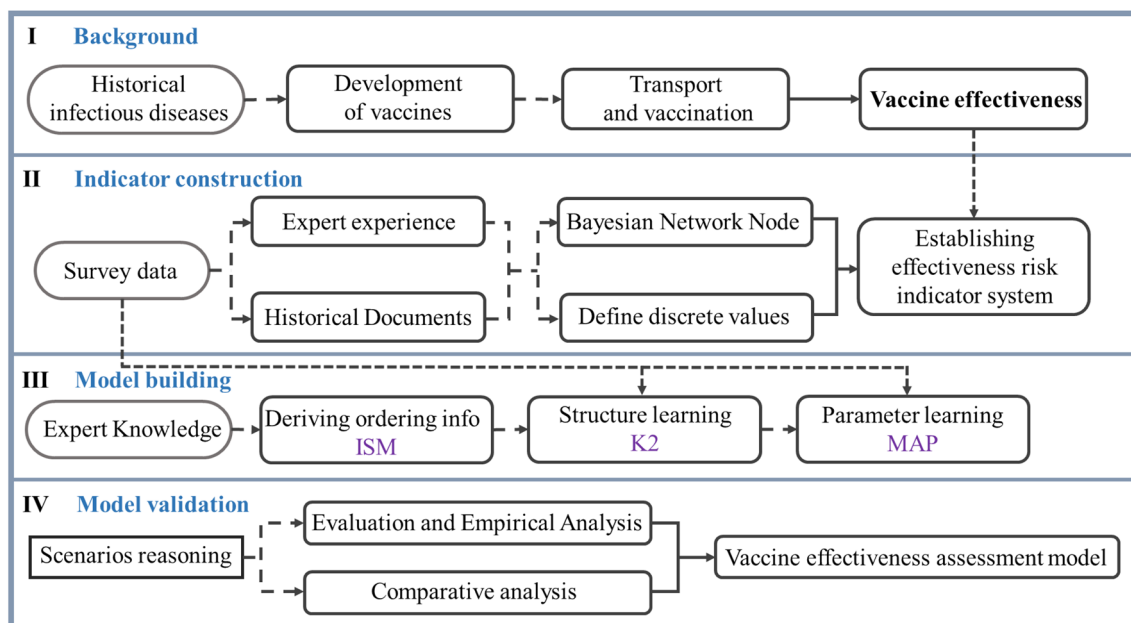 I Background
Historical
infectious diseases
Development
of vaccines
Transport
and vaccination
Vaccine effectiveness
II Indicator construction
Survey data
Expert experience
Historical Documents
Bayesian Network Node
Define discrete values
Establishing
effectiveness risk
indicator system
III Model building
Expert Knowledge
Deriving ordering info
ISM
Structure learning
K2
Parameter learning
MAP
IV Model validation
Scenarios reasoning
Evaluation and Empirical Analysis
Comparative analysis
Vaccine effectiveness assessment model